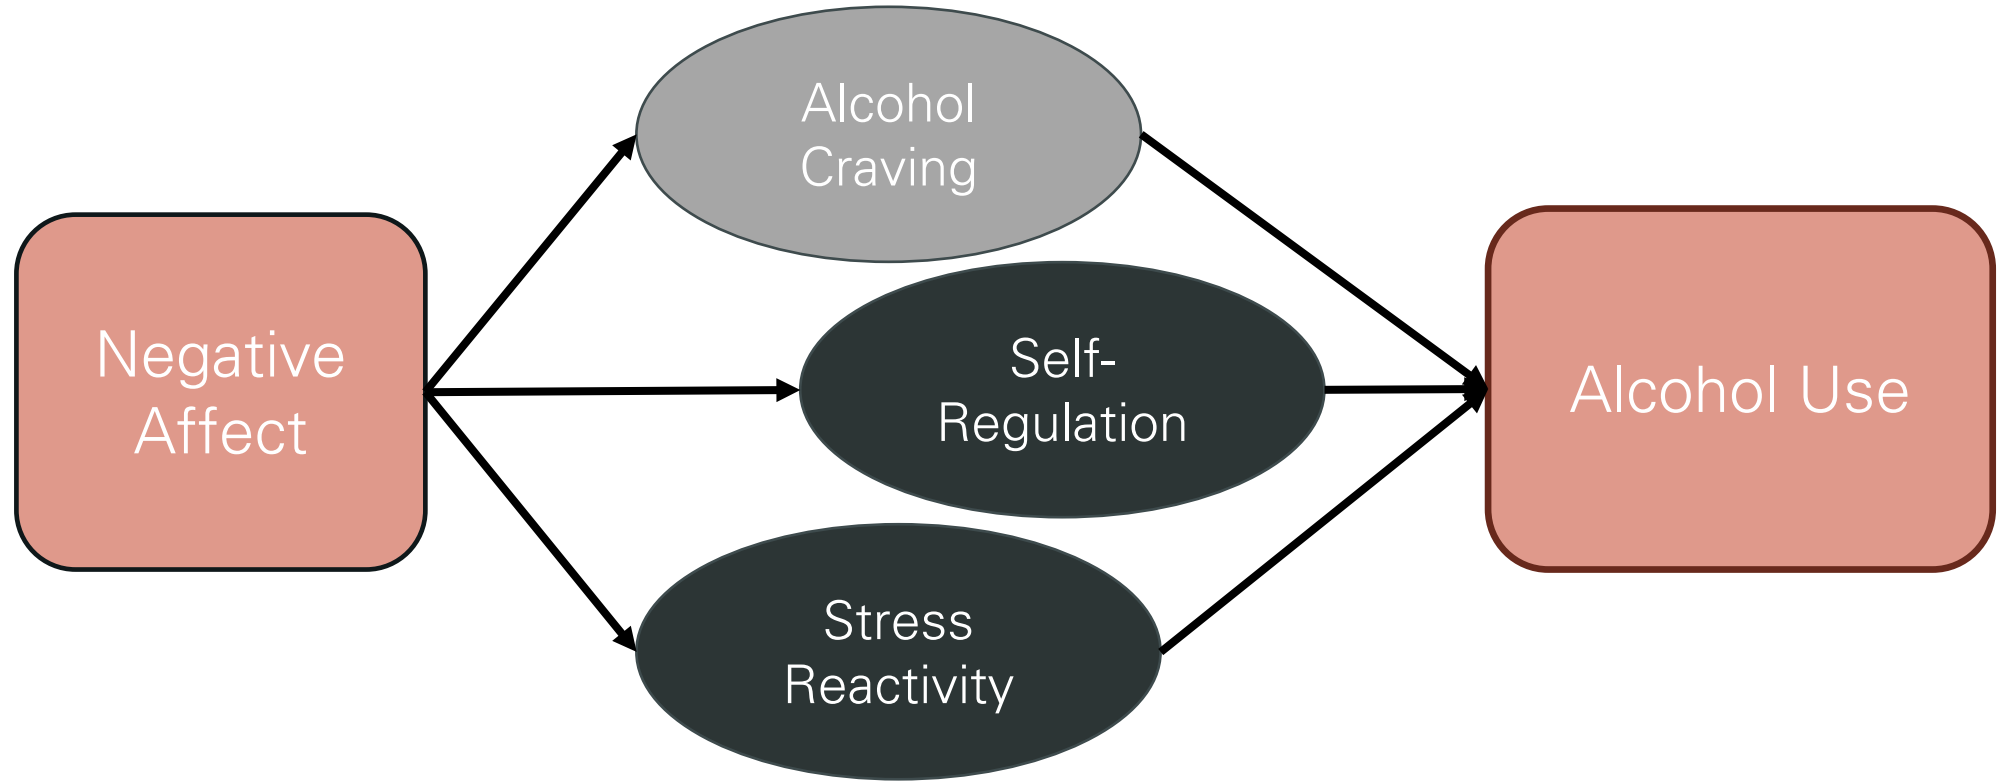 Alcohol
Craving
Negative
Affect
Self-
Regulation
Alcohol Use
Stress
Reactivity